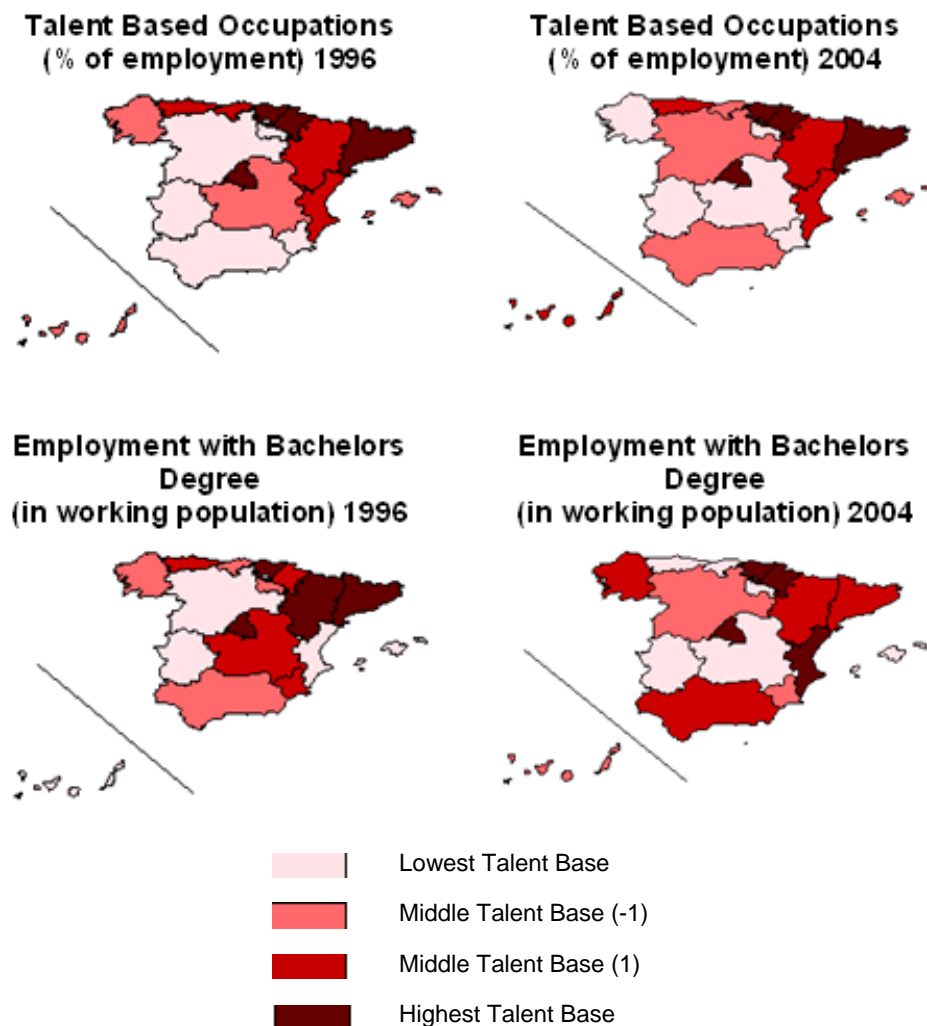 Talent Based Occupations
(% of employment) 1996
Talent Based Occupations
(% of employment) 2004
Employment with Bachelors
Degree
(in working population) 1996
Employment with Bachelors
Degree
(in working population) 2004
Lowest Talent Base
Middle Talent Base (-1)
Middle Talent Base (1)
Highest Talent Base